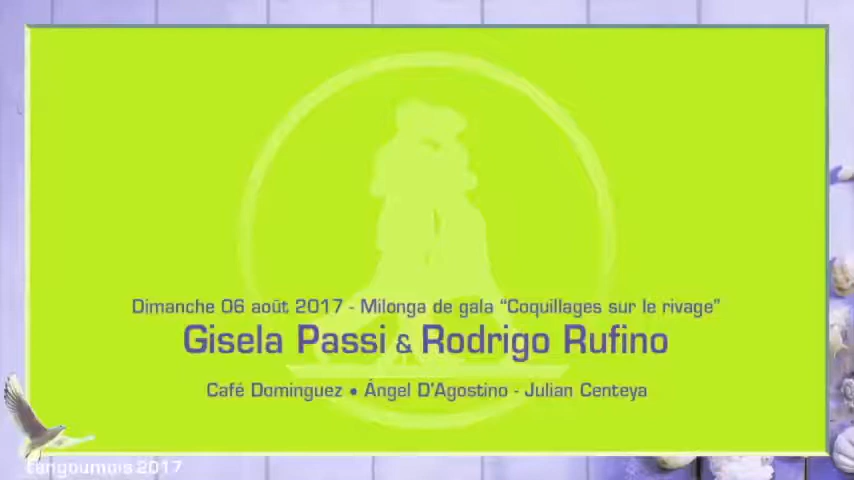 Dimanche 06 août 2017 - Milonga de gala “Coquillages sur le rivage”
Gisela Passi & Rodrigo Rufino
Café Dominguez • Ángel D'Agostino - Julian Centeya
tangoumois 2017